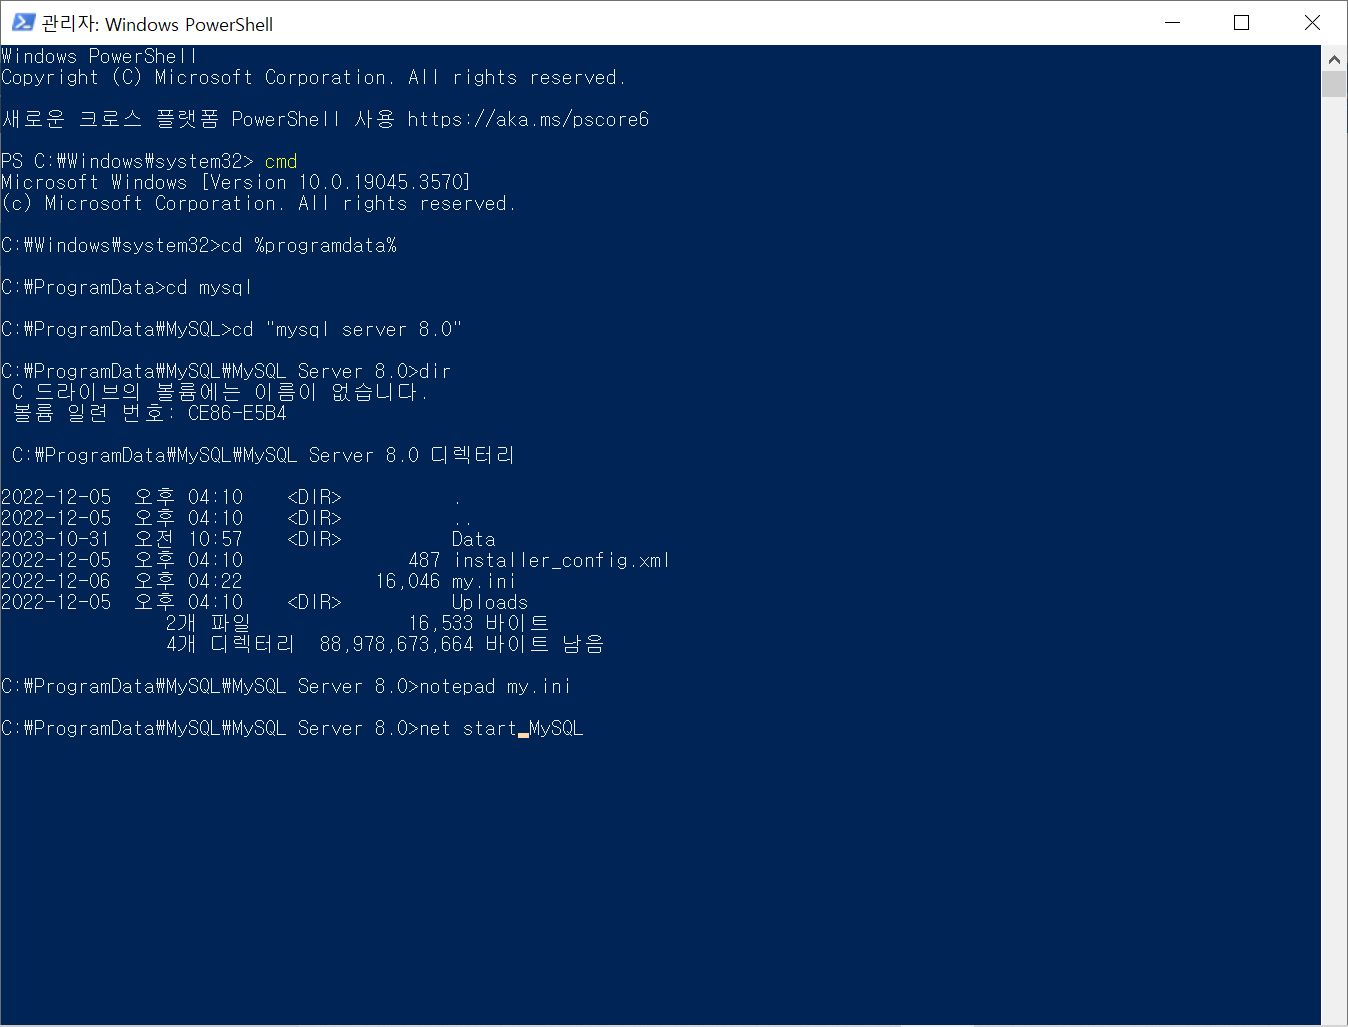 관리자: Windows PowerShell
Windows PowerShell
Copyright (C) Microsoft Corporation. All rights reserved.
새로운 크로스 플랫폼 PowerShell 사용 https://aka.ms/pscore6
PS C:₩Windows₩system32> cmd
Microsoft Windows [Version 10.0.19045.3570]
(c) Microsoft Corporation. All rights reserved.
C:₩Windows₩system32>cd %programdata%
C:₩ProgramData>cd mysql
C:₩ProgramData₩MySQL>cd "mysql server 8.0"
C:₩ProgramData₩MySQL₩MySQL Server 8.0>dir
C 드라이브의 볼륨에는 이름이 없습니다.
볼륨 일련 번호: CE86-E5B4
C:₩ProgramData₩MySQL₩MySQL Server 8.0 디렉터리
2022-12-05 오후 04:10 <DIR> .
2022-12-05 오후 04:10 <DIR> ..
2023-10-31 오전 10:57 <DIR> Data
2022-12-05 오후 04:10 487 installer_config.xml
2022-12-06 오후 04:22 16,046 my.ini
2022-12-05 오후 04:10 <DIR> Uploads
2개 파일 16,533 바이트
4개 디렉터리 88,978,673,664 바이트 남음
C:₩ProgramData₩MySQL₩MySQL Server 8.0>notepad my.ini
C:₩ProgramData₩MySQL₩MySQL Server 8.0>net start MySQL